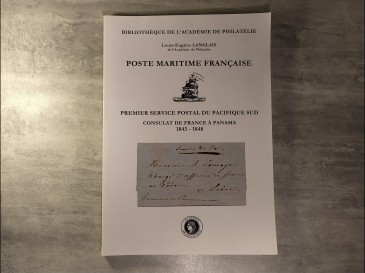 BIBLIOTHÈQUE DE L'ACADÉMIE DE PHILATÉLIE
Louis-Eugène LANGLAIS
de l'Académie de Philatélie
POSTE MARITIME FRANÇAISE
PREMIER SERVICE POSTAL DU PACIFIQUE SUD
CONSULAT DE FRANCE À PANAMA
1843 - 1848
Monsieur